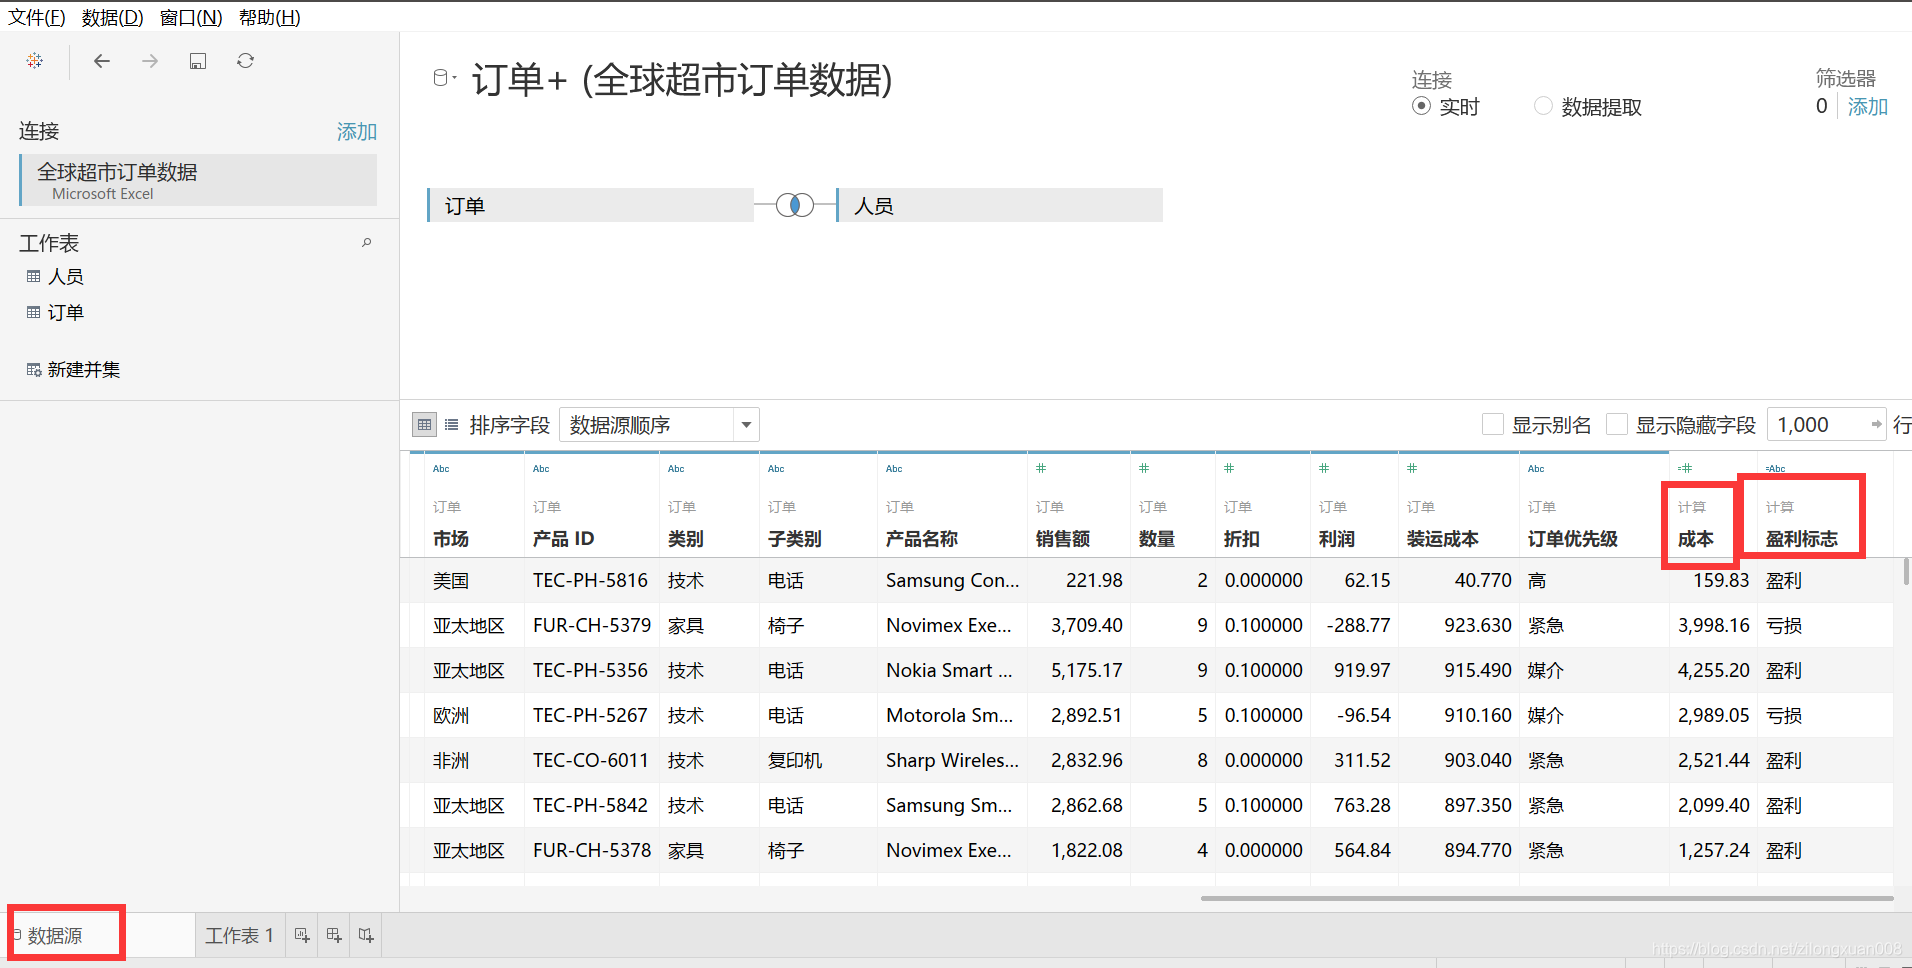 文件(F) 数据(D) 窗口(N) 帮助(H)
订单+ (全球超市订单数据)
连接
实时 数据提取
筛选器
0 添加
连接 添加
全球超市订单数据
Microsoft Excel
工作表
人员
订单
新建并集
订单 人员
排序字段 数据源顺序 显示别名 显示隐藏字段 1,000 行
Abc Abc Abc Abc Abc # # # # # Abc =# =Abc
订单 订单 订单 订单 订单 订单 订单 订单 订单 订单 订单 计算 计算
市场 产品 ID 类别 子类别 产品名称 销售额 数量 折扣 利润 装运成本 订单优先级 成本 盈利标志
美国 TEC-PH-5816 技术 电话 Samsung Con... 221.98 2 0.000000 62.15 40.770 高 159.83 盈利
亚太地区 FUR-CH-5379 家具 椅子 Novimex Exe... 3,709.40 9 0.100000 -288.77 923.630 紧急 3,998.16 亏损
亚太地区 TEC-PH-5356 技术 电话 Nokia Smart ... 5,175.17 9 0.100000 919.97 915.490 媒介 4,255.20 盈利
欧洲 TEC-PH-5267 技术 电话 Motorola Sm... 2,892.51 5 0.100000 -96.54 910.160 媒介 2,989.05 亏损
非洲 TEC-CO-6011 技术 复印机 Sharp Wireles... 2,832.96 8 0.000000 311.52 903.040 紧急 2,521.44 盈利
亚太地区 TEC-PH-5842 技术 电话 Samsung Sm... 2,862.68 5 0.100000 763.28 897.350 紧急 2,099.40 盈利
亚太地区 FUR-CH-5378 家具 椅子 Novimex Exe... 1,822.08 4 0.000000 564.84 894.770 紧急 1,257.24 盈利
数据源 工作表 1
https://blog.csdn.net/zilongxuan008